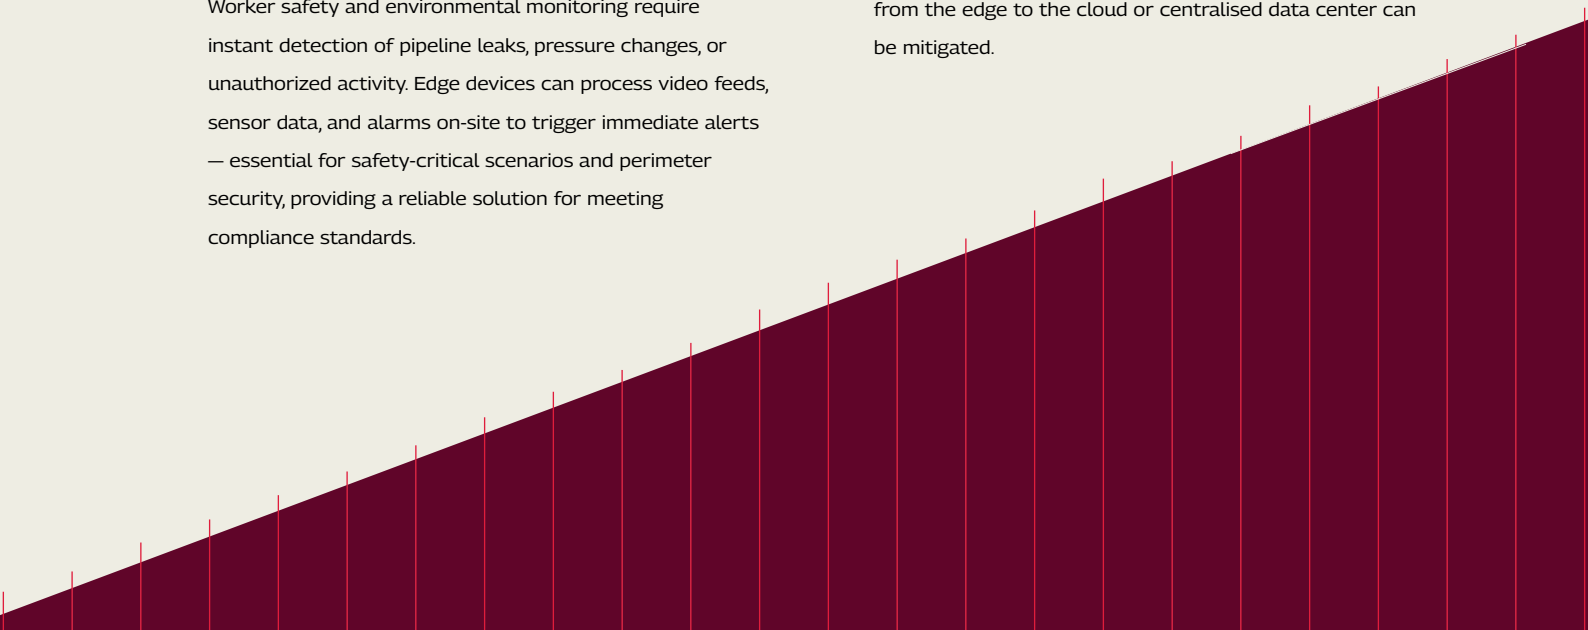 Worker safety and environmental monitoring require
instant detection of pipeline leaks, pressure changes, or
unauthorized activity. Edge devices can process video feeds,
sensor data, and alarms on-site to trigger immediate alerts
— essential for safety-critical scenarios and perimeter
security, providing a reliable solution for meeting
compliance standards.
from the edge to the cloud or centralised data center can
be mitigated.